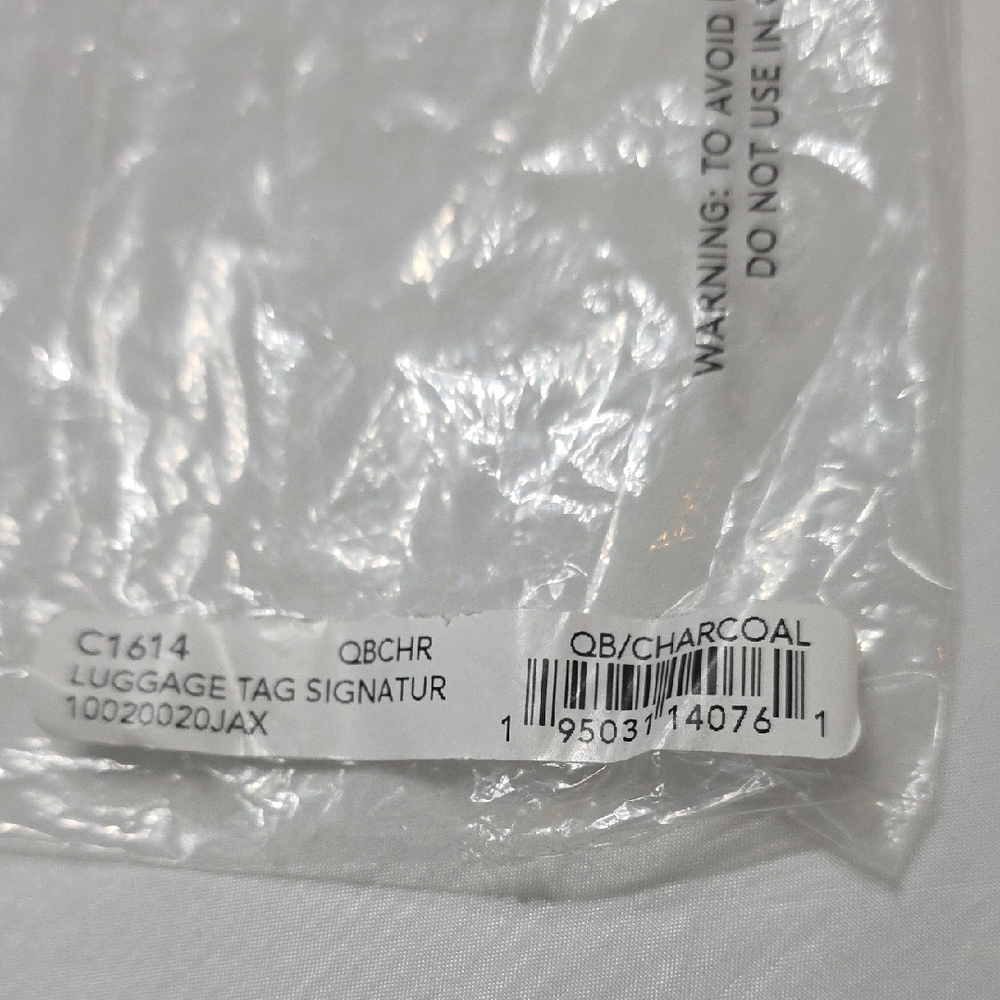 WARNING: TO AVOID
DO NOT USE IN
C1614 QBCHR QB/CHARCOAL
LUGGAGE TAG SIGNATUR
10020020JAX
1 95031 14076 1